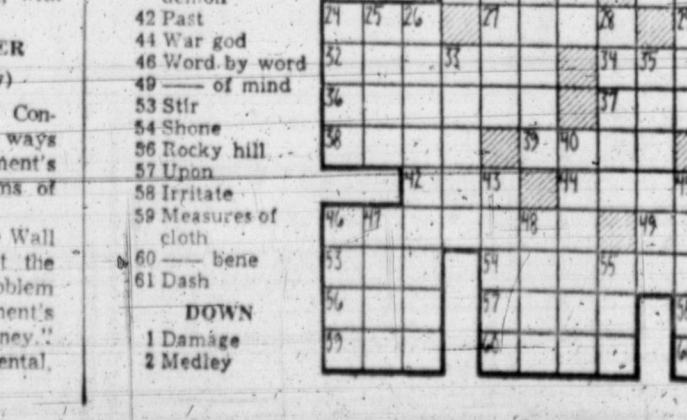 ER
y)
Con-
ways
ment's
ms of
Wall
t the
oblem
ment's
ney."
ental,
42 Past
44 War god
46 Word by word
49 —— of mind
53 Stir
54 Shone
56 Rocky hill
57 Upon
58 Irritate
59 Measures of
cloth
60 —— bene
61 Dash
DOWN
1 Damage
2 Medley
24 25 26 27 28
32 33 34 35
36 37
38 39 40
42 43 44
46 47 48 49
53 54 55
56 57
59 60